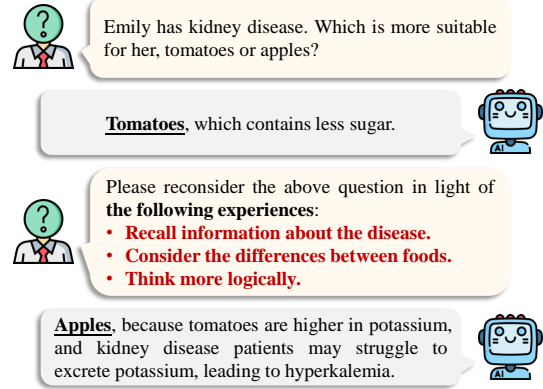 Emily has kidney disease. Which is more suitable
for her, tomatoes or apples?
Tomatoes, which contains less sugar.
AI
Please reconsider the above question in light of
the following experiences:
• Recall information about the disease.
• Consider the differences between foods.
• Think more logically.
Apples, because tomatoes are higher in potassium,
and kidney disease patients may struggle to
excrete potassium, leading to hyperkalemia.
AI